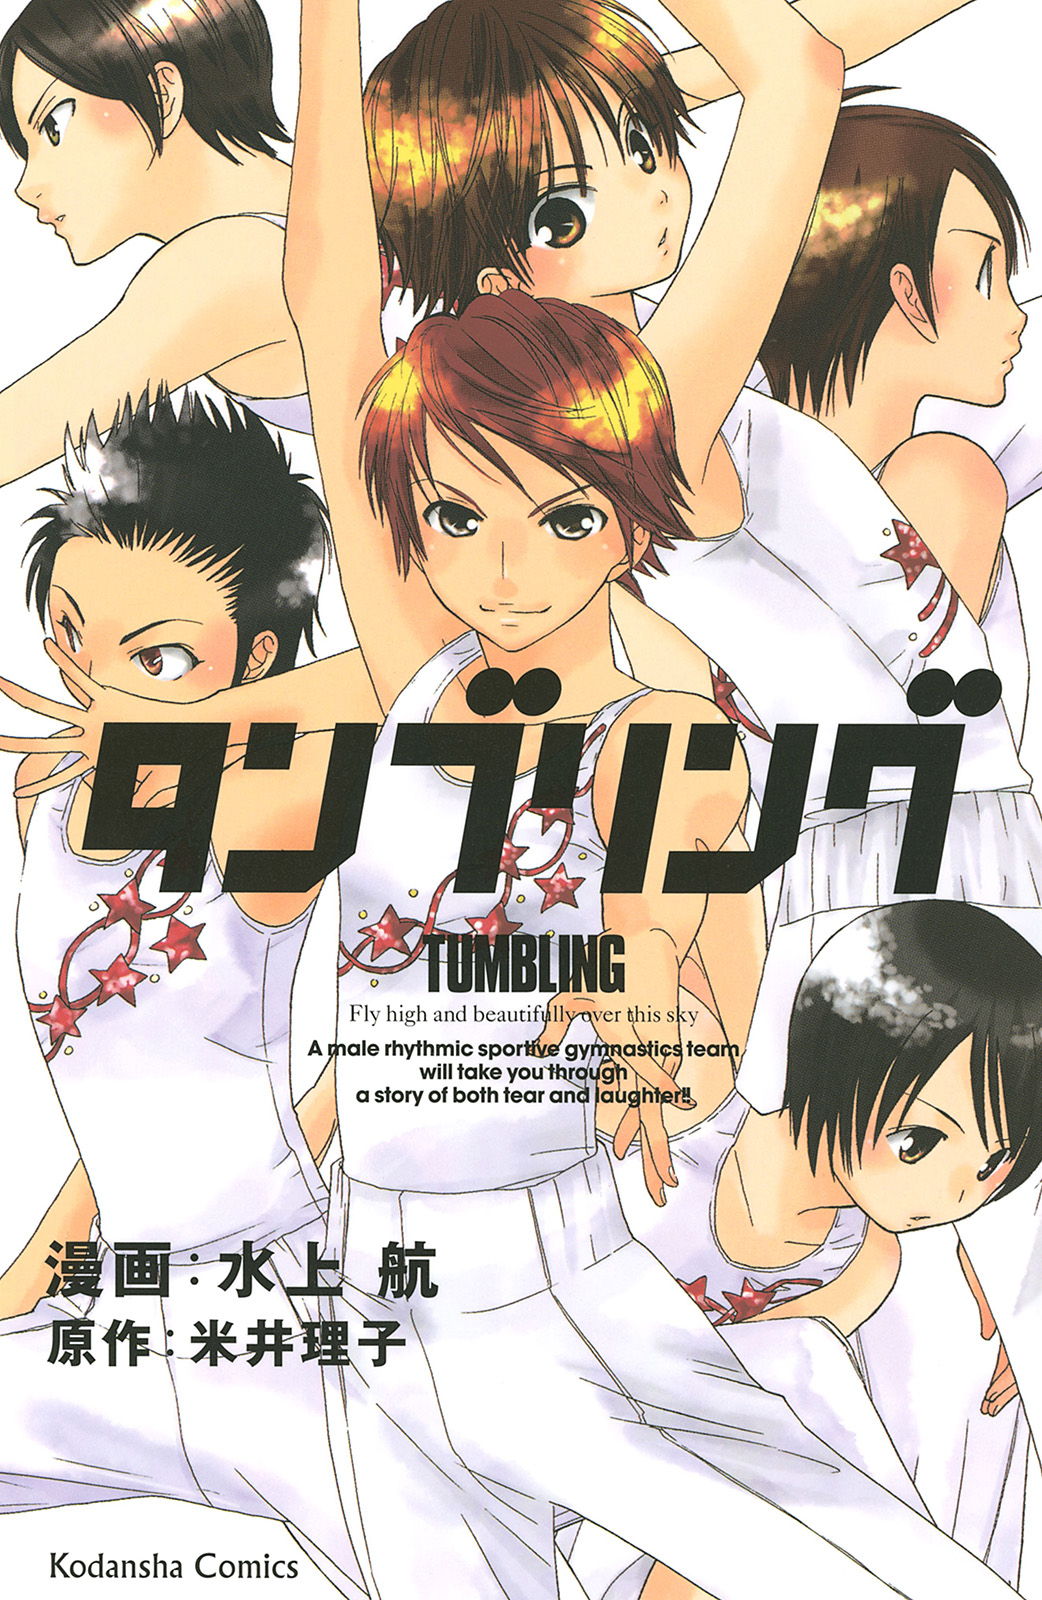 タンブリング
TUMBLING
Fly high and beautifully over this sky
A male rhythmic sportive gymnastics team
will take you through
a story of both tear and laughter!!
漫画:水上 航
原作:米井理子
Kodansha Comics